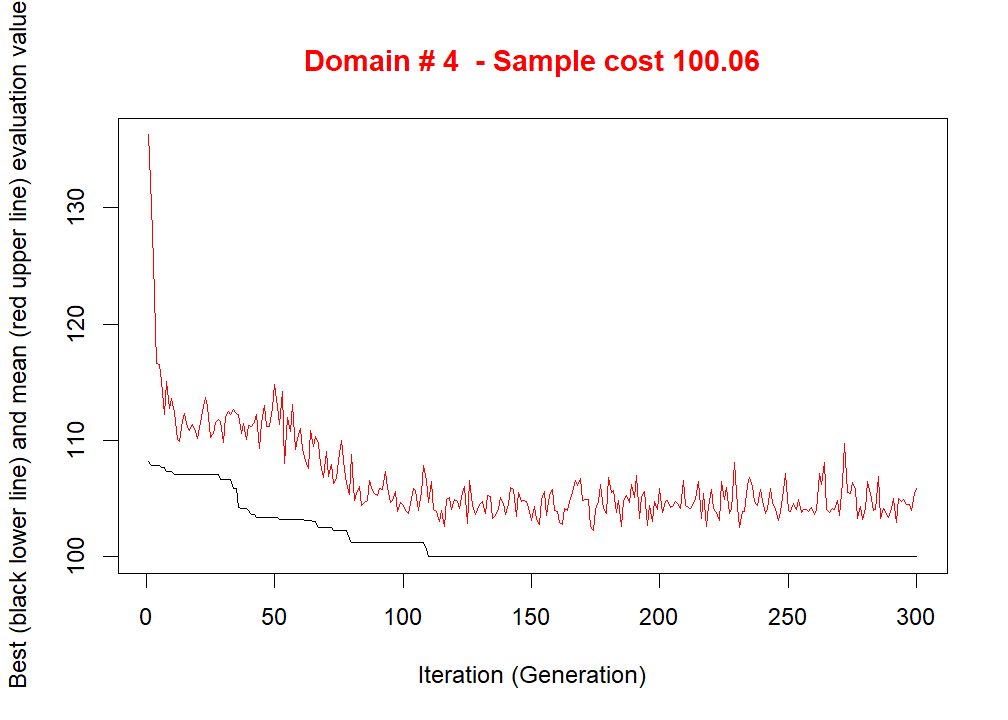 Domain # 4  - Sample cost 100.06
Best (black lower line) and mean (red upper line) evaluation value
130
120
110
100
0 50 100 150 200 250 300
Iteration (Generation)